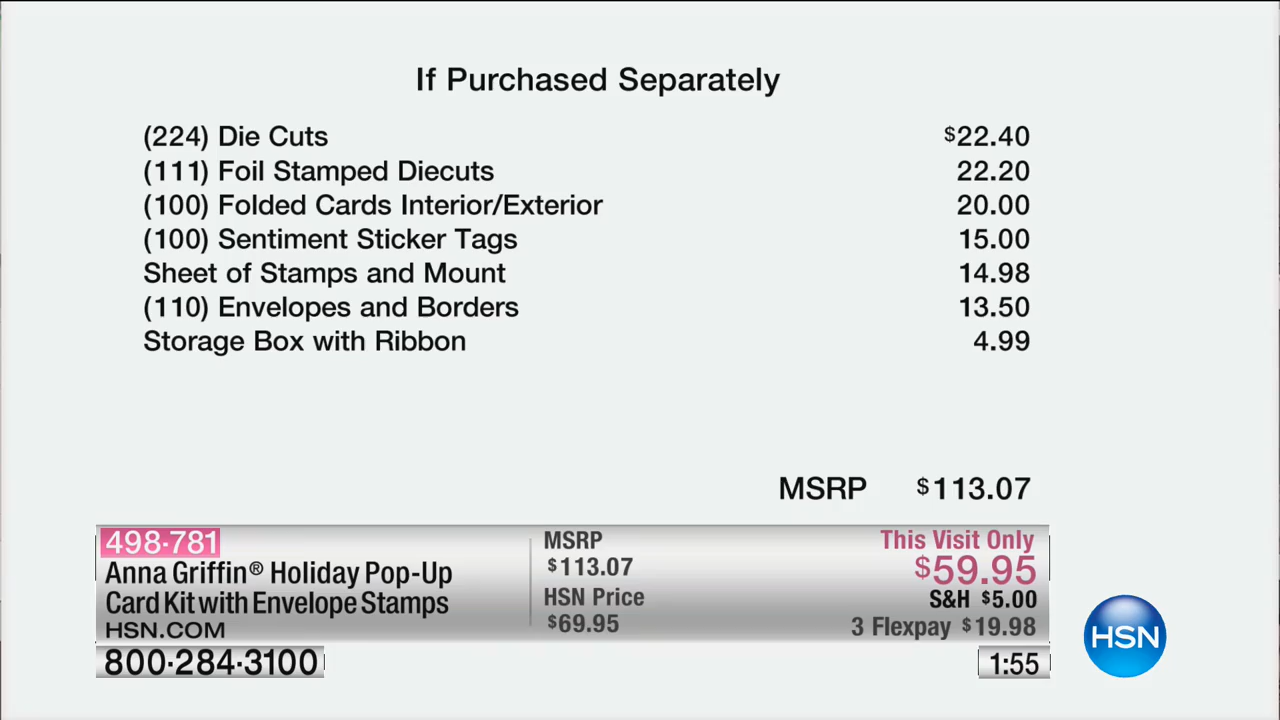 If Purchased Separately
(224) Die Cuts $22.40
(111) Foil Stamped Diecuts 22.20
(100) Folded Cards Interior/Exterior 20.00
(100) Sentiment Sticker Tags 15.00
Sheet of Stamps and Mount 14.98
(110) Envelopes and Borders 13.50
Storage Box with Ribbon 4.99
MSRP $113.07
498-781
Anna Griffin® Holiday Pop-Up
Card Kit with Envelope Stamps
HSN.COM
800-284-3100
MSRP
$113.07
HSN Price
$69.95
This Visit Only
$59.95
S&H $5.00
3 Flexpay $19.98
1:55
HSN